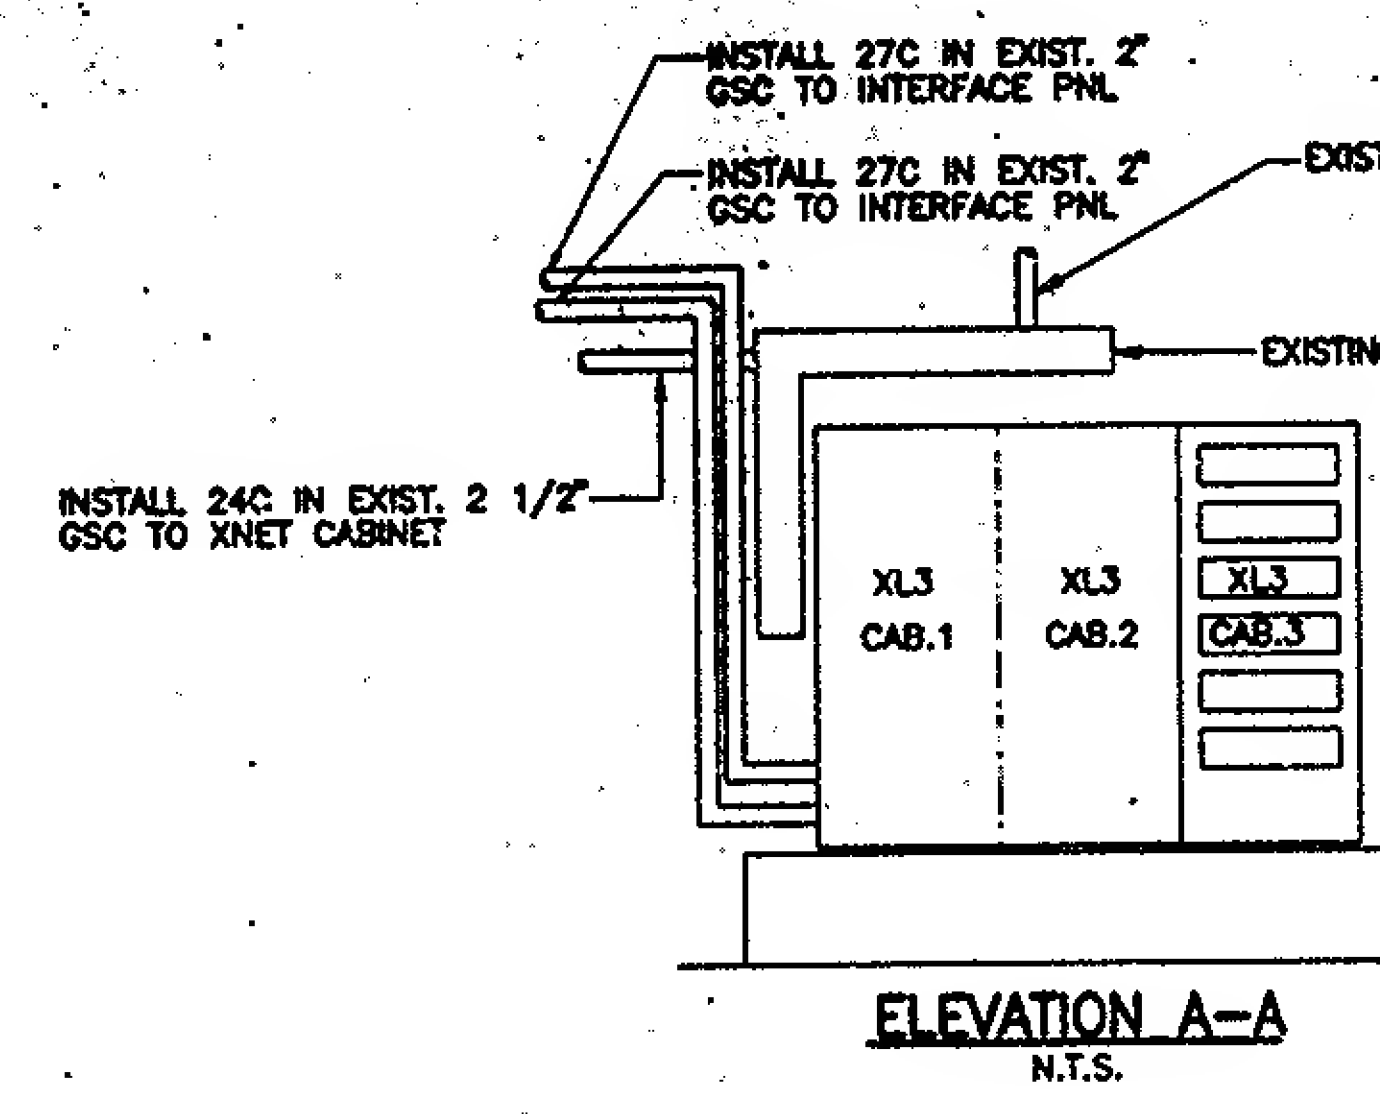 INSTALL 27C IN EXIST. 2"
GSC TO INTERFACE PNL
INSTALL 27C IN EXIST. 2"
GSC TO INTERFACE PNL
EXIST
EXISTIN
INSTALL 24C IN EXIST. 2 1/2"
GSC TO XNET CABINET
XL3
CAB.1
XL3
CAB.2
XL3
CAB.3
ELEVATION A-A
N.T.S.